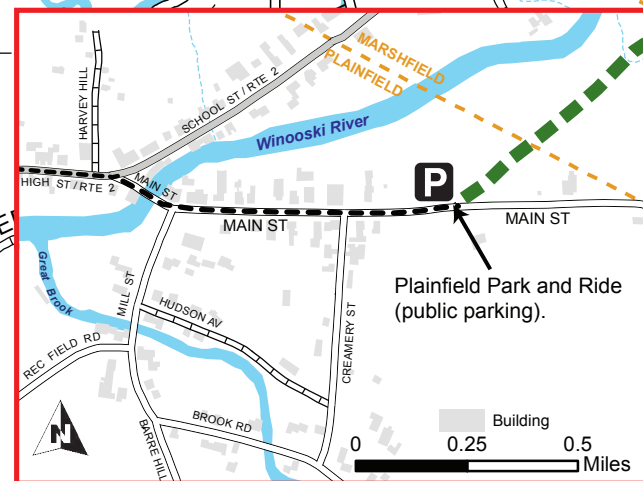 MARSHFIELD
PLAINFIELD
HARVEY HILL
SCHOOL ST / RTE 2
Winooski River
P
HIGH ST / RTE 2
MAIN ST
MAIN ST
MAIN ST
Great Brook
MILL ST
Plainfield Park and Ride
(public parking).
HUDSON AV
CREAMERY ST
REC FIELD RD
BROOK RD
BARRE HILL
N
Building
0 0.25 0.5
Miles